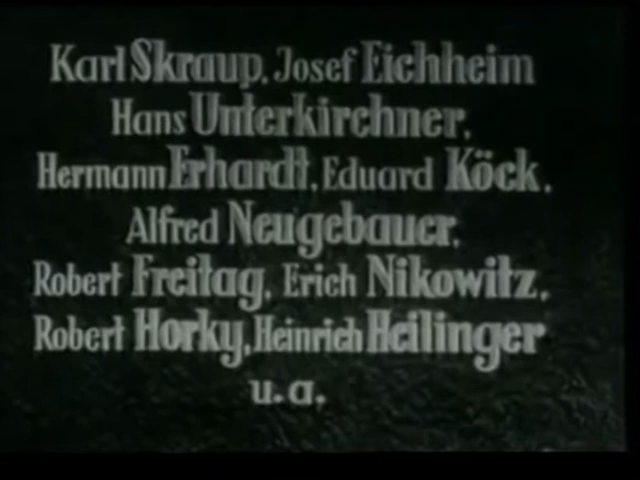 Karl Skraup, Josef Eichheim
Hans Unterkirchner,
Hermann Erhardt, Eduard Köck,
Alfred Neugebauer,
Robert Freitag, Erich Nikowitz,
Robert Horky, Heinrich Heilinger
u. a.